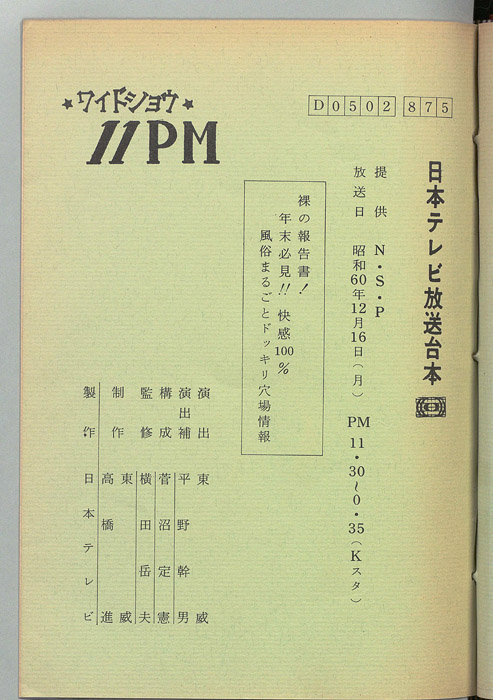 D0502 875
日本テレビ放送台本
提供　N・S・P
放送日　昭和60年12月16日（月）　PM11・30～0・35（Kスタ）
裸の報告書！
年末必見!!　快感100％
風俗まるごとドッキリ穴場情報
★ワイドショウ★
11PM
演出　東　威
演出補　平野幹男
構成　菅沼定憲
監修　横田岳夫
制作　東　威
高橋　進
製作・日本テレビ